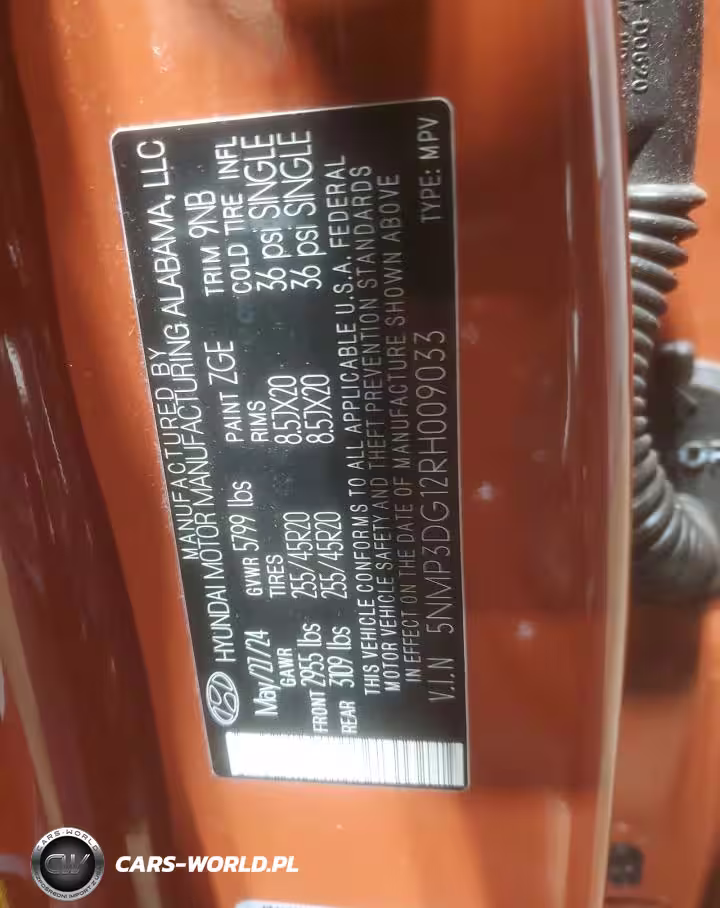 MANUFACTURED BY
HYUNDAI MOTOR MANUFACTURING ALABAMA, LLC
May/27/24 GVWR 5799 lbs PAINT ZGE TRIM 9NB
GAWR TIRES RIMS COLD TIRE INFL
FRONT 2955 lbs 255/45R20 8.5JX20 36 psi SINGLE
REAR 3109 lbs 255/45R20 8.5JX20 36 psi SINGLE
THIS VEHICLE CONFORMS TO ALL APPLICABLE U.S.A. FEDERAL
MOTOR VEHICLE SAFETY AND THEFT PREVENTION STANDARDS
IN EFFECT ON THE DATE OF MANUFACTURE SHOWN ABOVE
V.I.N 5NMP3DG12RH009033 TYPE: MPV
CARS-WORLD
CW
CARS-WORLD.PL